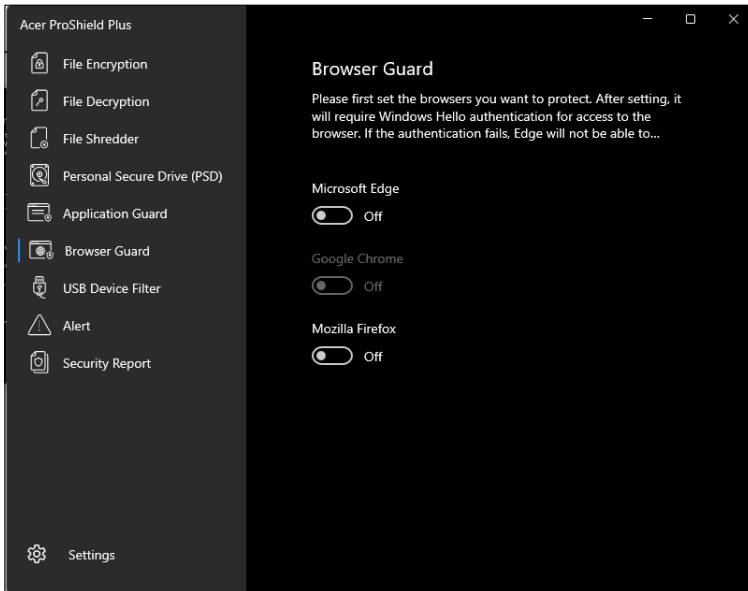 Acer ProShield Plus
File Encryption
File Decryption
File Shredder
Personal Secure Drive (PSD)
Application Guard
Browser Guard
USB Device Filter
Alert
Security Report
Settings
Browser Guard
Please first set the browsers you want to protect. After setting, it
will require Windows Hello authentication for access to the
browser. If the authentication fails, Edge will not be able to...
Microsoft Edge
Off
Google Chrome
Off
Mozilla Firefox
Off